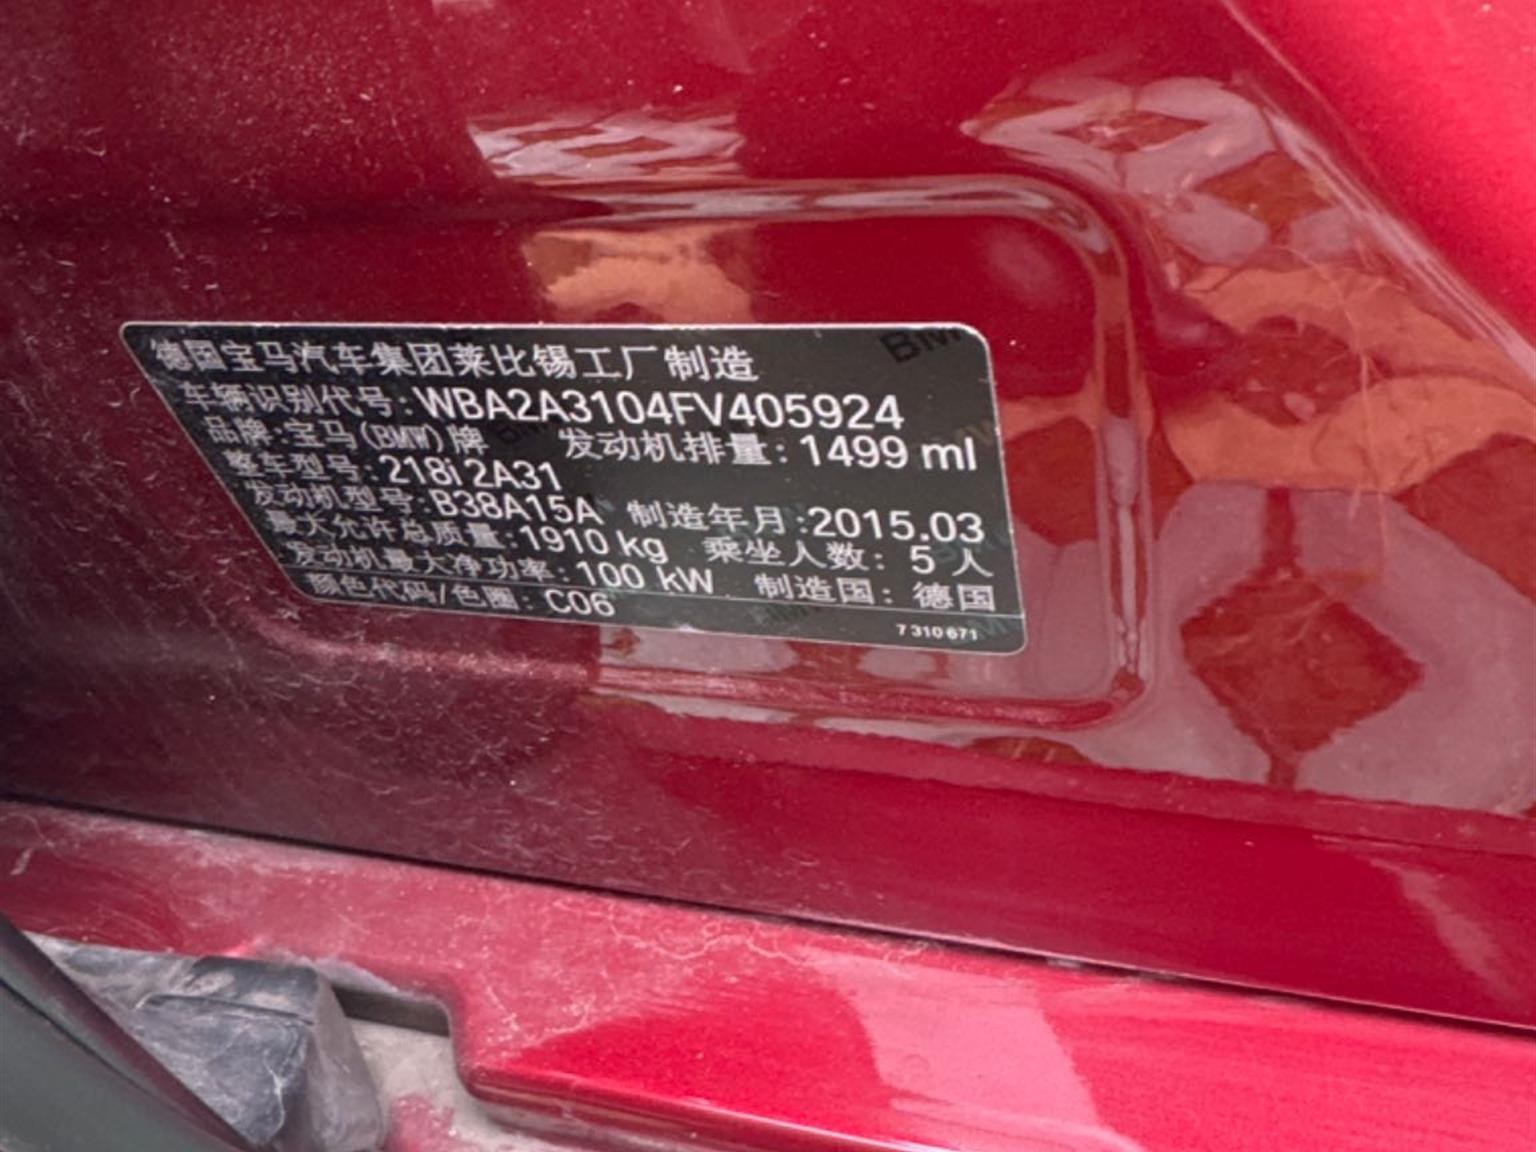 德国宝马汽车集团莱比锡工厂制造
车辆识别代号:WBA2A3104FV405924
品牌:宝马(BMW)牌 发动机排量: 1499 ml
整车型号:218i 2A31
发动机型号:B38A15A 制造年月:2015.03
最大允许总质量:1910 kg 乘坐人数: 5 人
发动机最大净功率:100 kW 制造国: 德国
颜色代码/色圈: C06
7 310 671